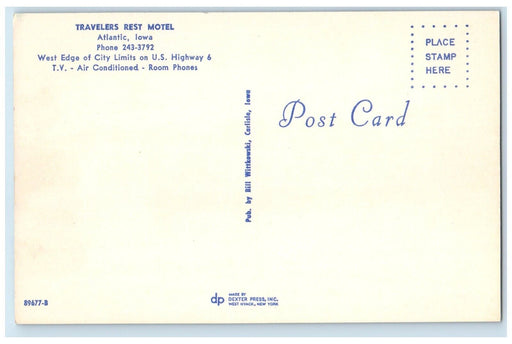 TRAVELERS REST MOTEL
Atlantic, Iowa
Phone 243-3792
West Edge of City Limits on U.S. Highway 6
T.V. - Air Conditioned - Room Phones
PLACE
STAMP
HERE
Post Card
Pub. by Bill Wittkowski, Carlisle, Iowa
89677-B
dp
MADE BY
DEXTER PRESS, INC.
WEST NYACK, NEW YORK